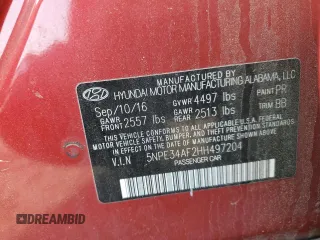 HYUNDAI MOTOR MANUFACTURING ALABAMA, LLC
Sep/10/16 GVWR 4497 lbs PAINT PR
GAWR FRONT 2557 lbs GAWR REAR 2513 lbs TRIM BB
THIS VEHICLE CONFORMS TO ALL APPLICABLE
FEDERAL MOTOR VEHICLE SAFETY, BUMPER,
AND THEFT PREVENTION STANDARDS
IN EFFECT ON THE DATE OF
MANUFACTURE SHOWN ABOVE.
V.I.N 5NPE34AF2HH497204
PASSENGER CAR
DREAMBID
DREAMBID.COM